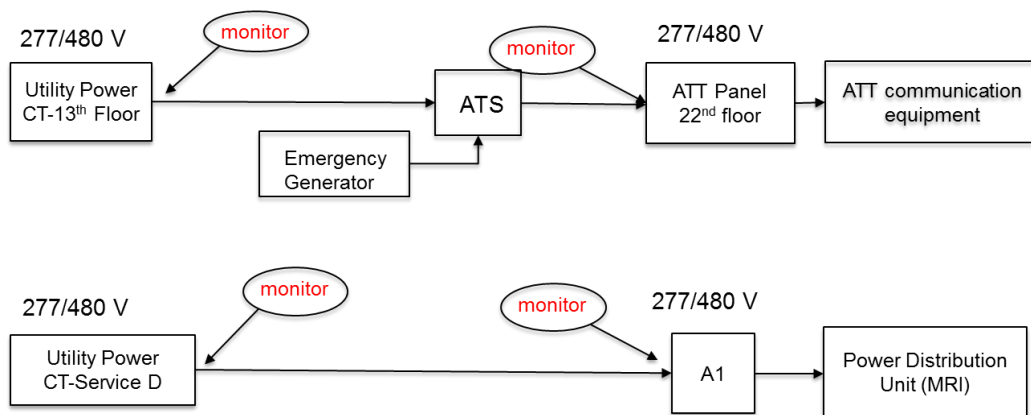 monitor
277/480 V
monitor
277/480 V
Utility Power
CT-13th Floor
ATS
ATT Panel
22nd floor
ATT communication
equipment
Emergency
Generator
monitor
monitor
277/480 V
277/480 V
Utility Power
CT-Service D
A1
Power Distribution
Unit (MRI)